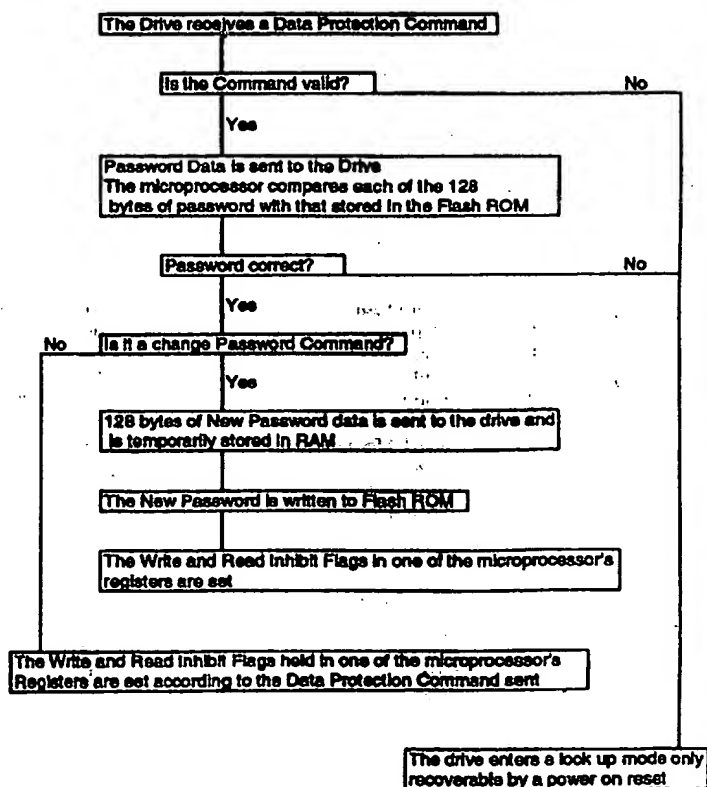 The Drive receives a Data Protection Command
Is the Command valid?
No
Yes
Password Data is sent to the Drive
The microprocessor compares each of the 128
bytes of password with that stored in the Flash ROM
Password correct?
No
Yes
No
Is it a change Password Command?
Yes
128 bytes of New Password data is sent to the drive and
is temporarily stored in RAM
The New Password is written to Flash ROM
The Write and Read Inhibit Flags in one of the microprocessor's
registers are set
The Write and Read Inhibit Flags held in one of the microprocessor's
Registers are set according to the Data Protection Command sent
The drive enters a lock up mode only
recoverable by a power on reset